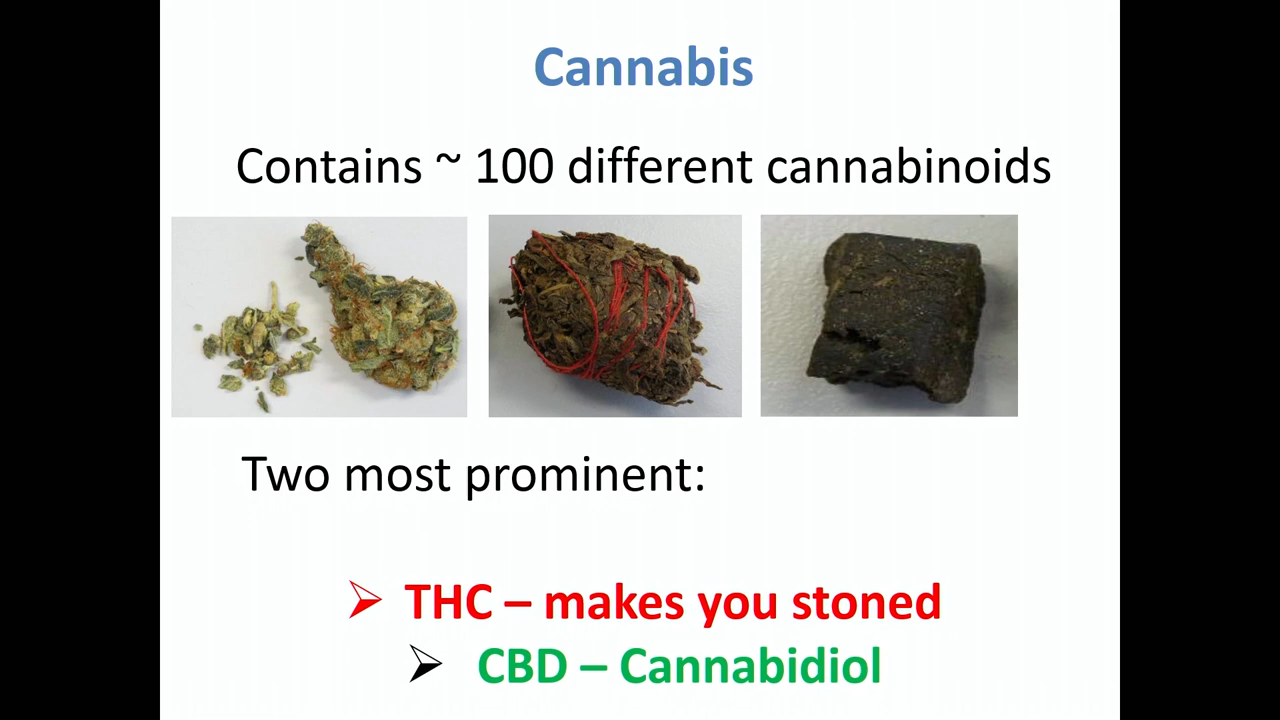 Cannabis
Contains ~ 100 different cannabinoids
Two most prominent:
➢ THC – makes you stoned
➢ CBD – Cannabidiol